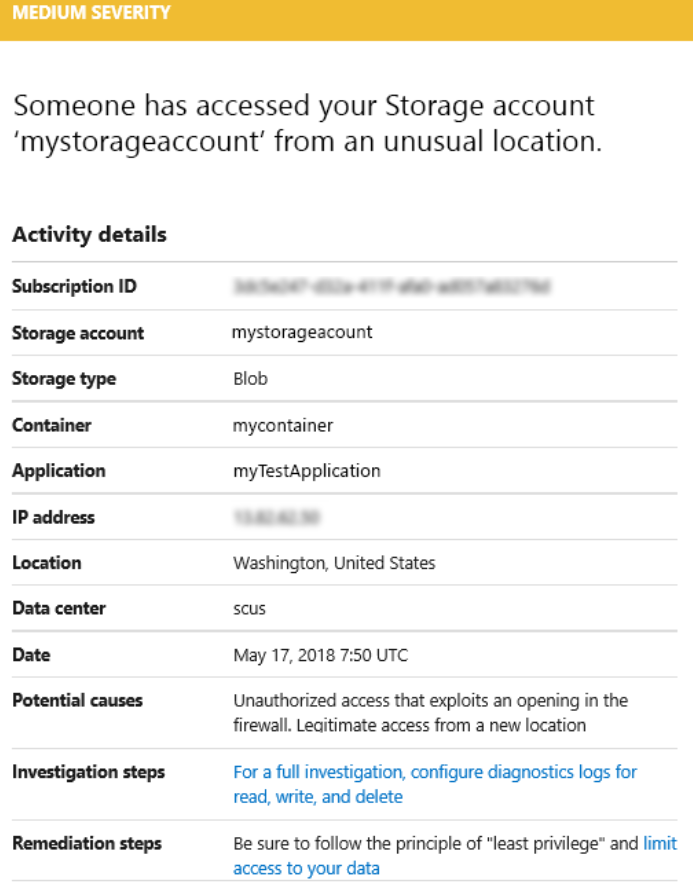 MEDIUM SEVERITY
Someone has accessed your Storage account
‘mystorageaccount’ from an unusual location.
Activity details
Subscription ID
Storage account mystorageacount
Storage type Blob
Container mycontainer
Application myTestApplication
IP address
Location Washington, United States
Data center scus
Date May 17, 2018 7:50 UTC
Potential causes Unauthorized access that exploits an opening in the
firewall. Legitimate access from a new location
Investigation steps For a full investigation, configure diagnostics logs for
read, write, and delete
Remediation steps Be sure to follow the principle of "least privilege" and limit
access to your data